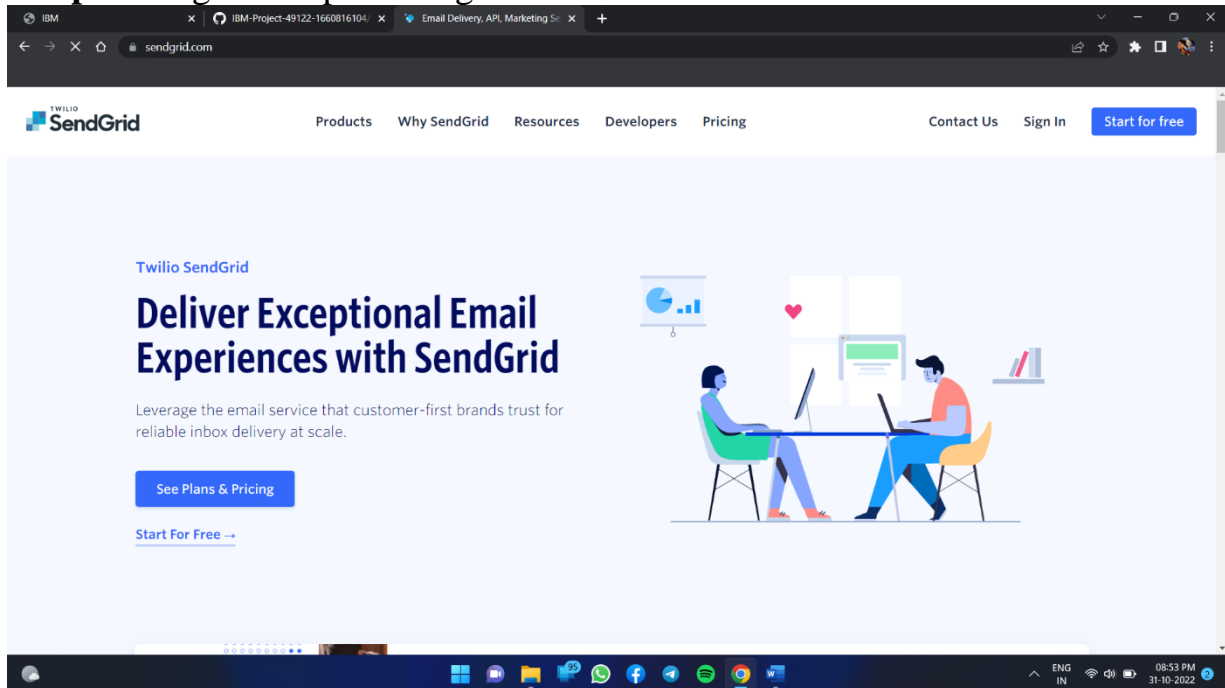 IBM
IBM-Project-49122-1660816104/
Email Delivery, API, Marketing Se
sendgrid.com
TWILIO
SendGrid
Products
Why SendGrid
Resources
Developers
Pricing
Contact Us
Sign In
Start for free
Twilio SendGrid
Deliver Exceptional Email
Experiences with SendGrid
Leverage the email service that customer-first brands trust for
reliable inbox delivery at scale.
See Plans & Pricing
Start For Free →
95
W
ENG
IN
08:53 PM
31-10-2022
2